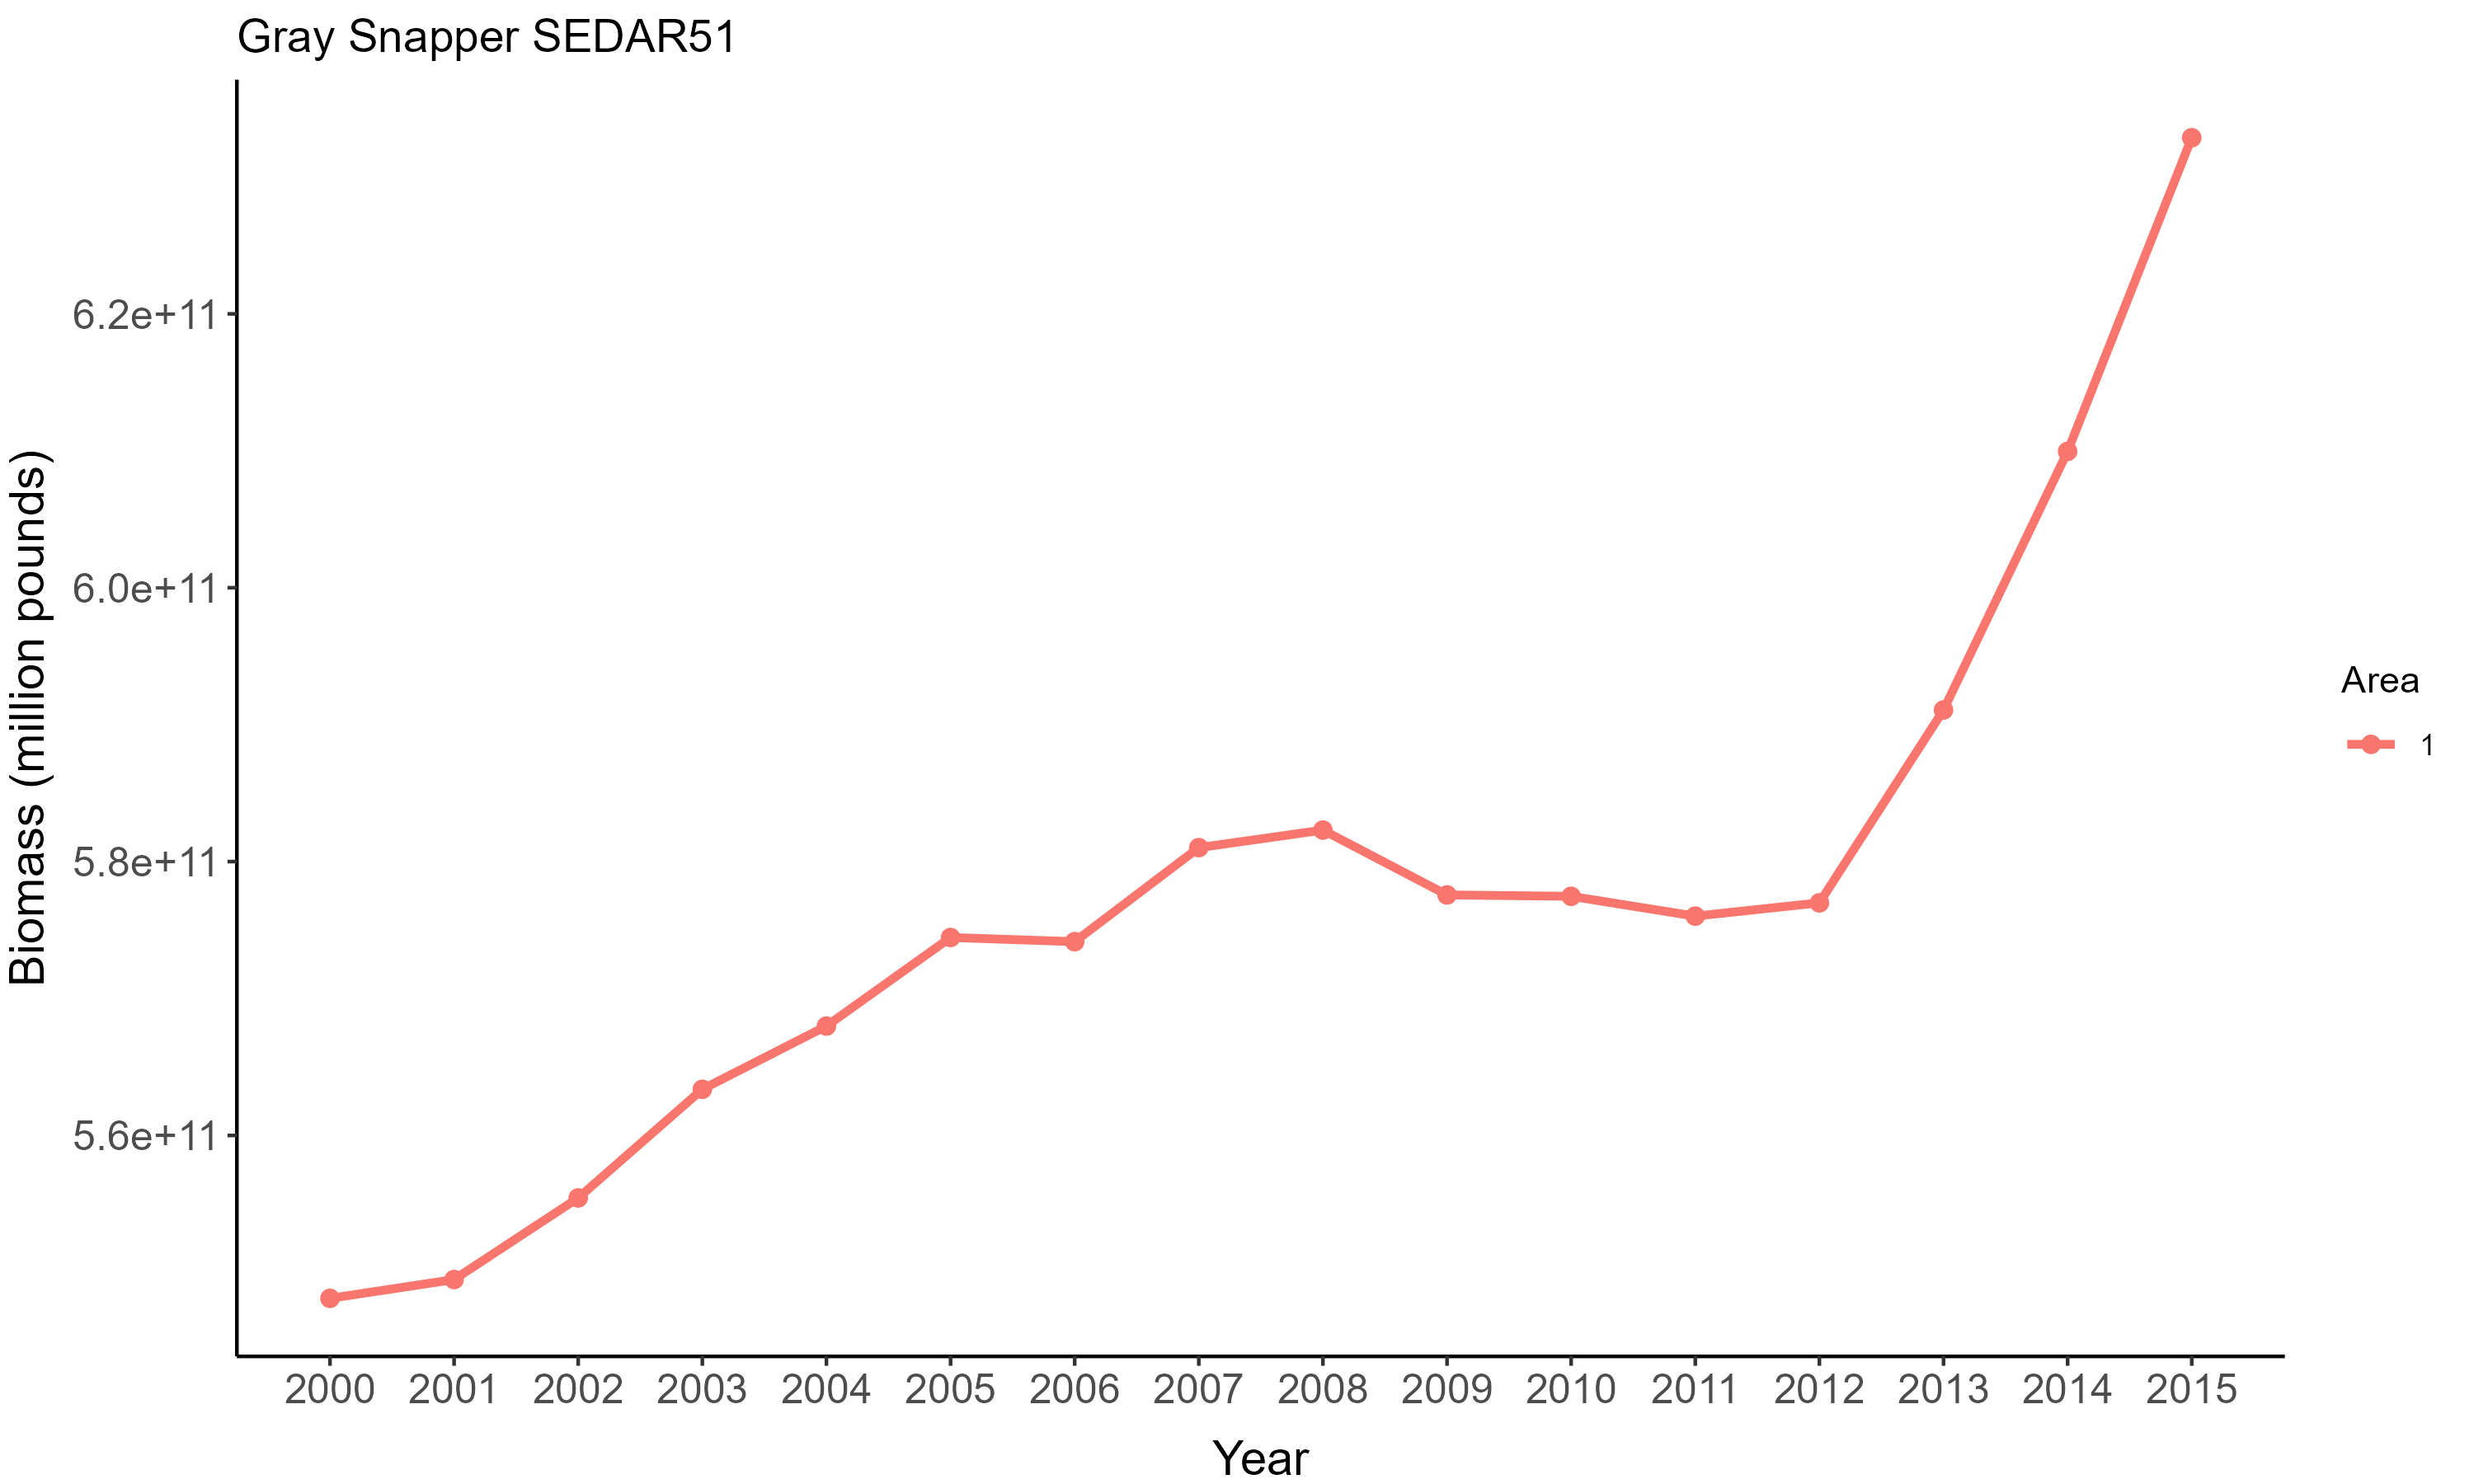 Gray Snapper SEDAR51
Biomass (million pounds)
6.2e+11
6.0e+11
5.8e+11
5.6e+11
2000 2001 2002 2003 2004 2005 2006 2007 2008 2009 2010 2011 2012 2013 2014 2015
Year
Area
1